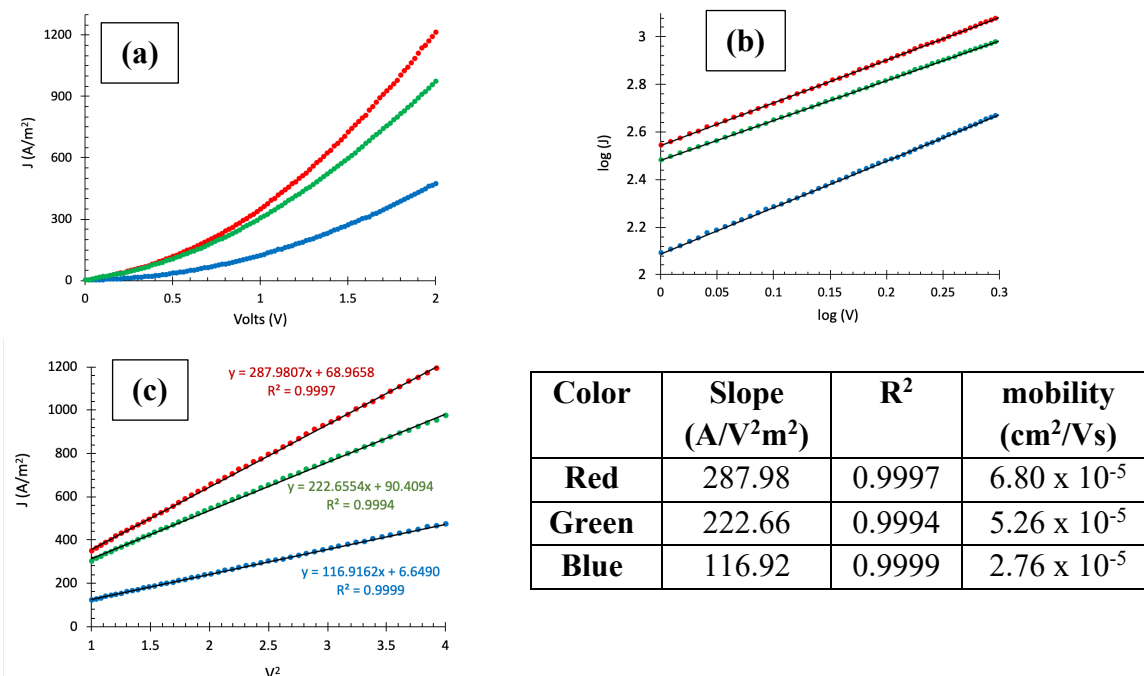 (a)
1200
900
600
300
0
J (A/m²)
0 0.5 1 1.5 2
Volts (V)
(b)
3
2.8
2.6
2.4
2.2
2
log (J)
0 0.05 0.1 0.15 0.2 0.25 0.3
log (V)
(c)
1200
1000
800
600
400
200
0
J (A/m²)
y = 287.9807x + 68.9658
R² = 0.9997
y = 222.6554x + 90.4094
R² = 0.9994
y = 116.9162x + 6.6490
R² = 0.9999
1 1.5 2 2.5 3 3.5 4
V²
Color Slope (A/V²m²) R² mobility (cm²/Vs)
Red 287.98 0.9997 6.80 x 10⁻⁵
Green 222.66 0.9994 5.26 x 10⁻⁵
Blue 116.92 0.9999 2.76 x 10⁻⁵